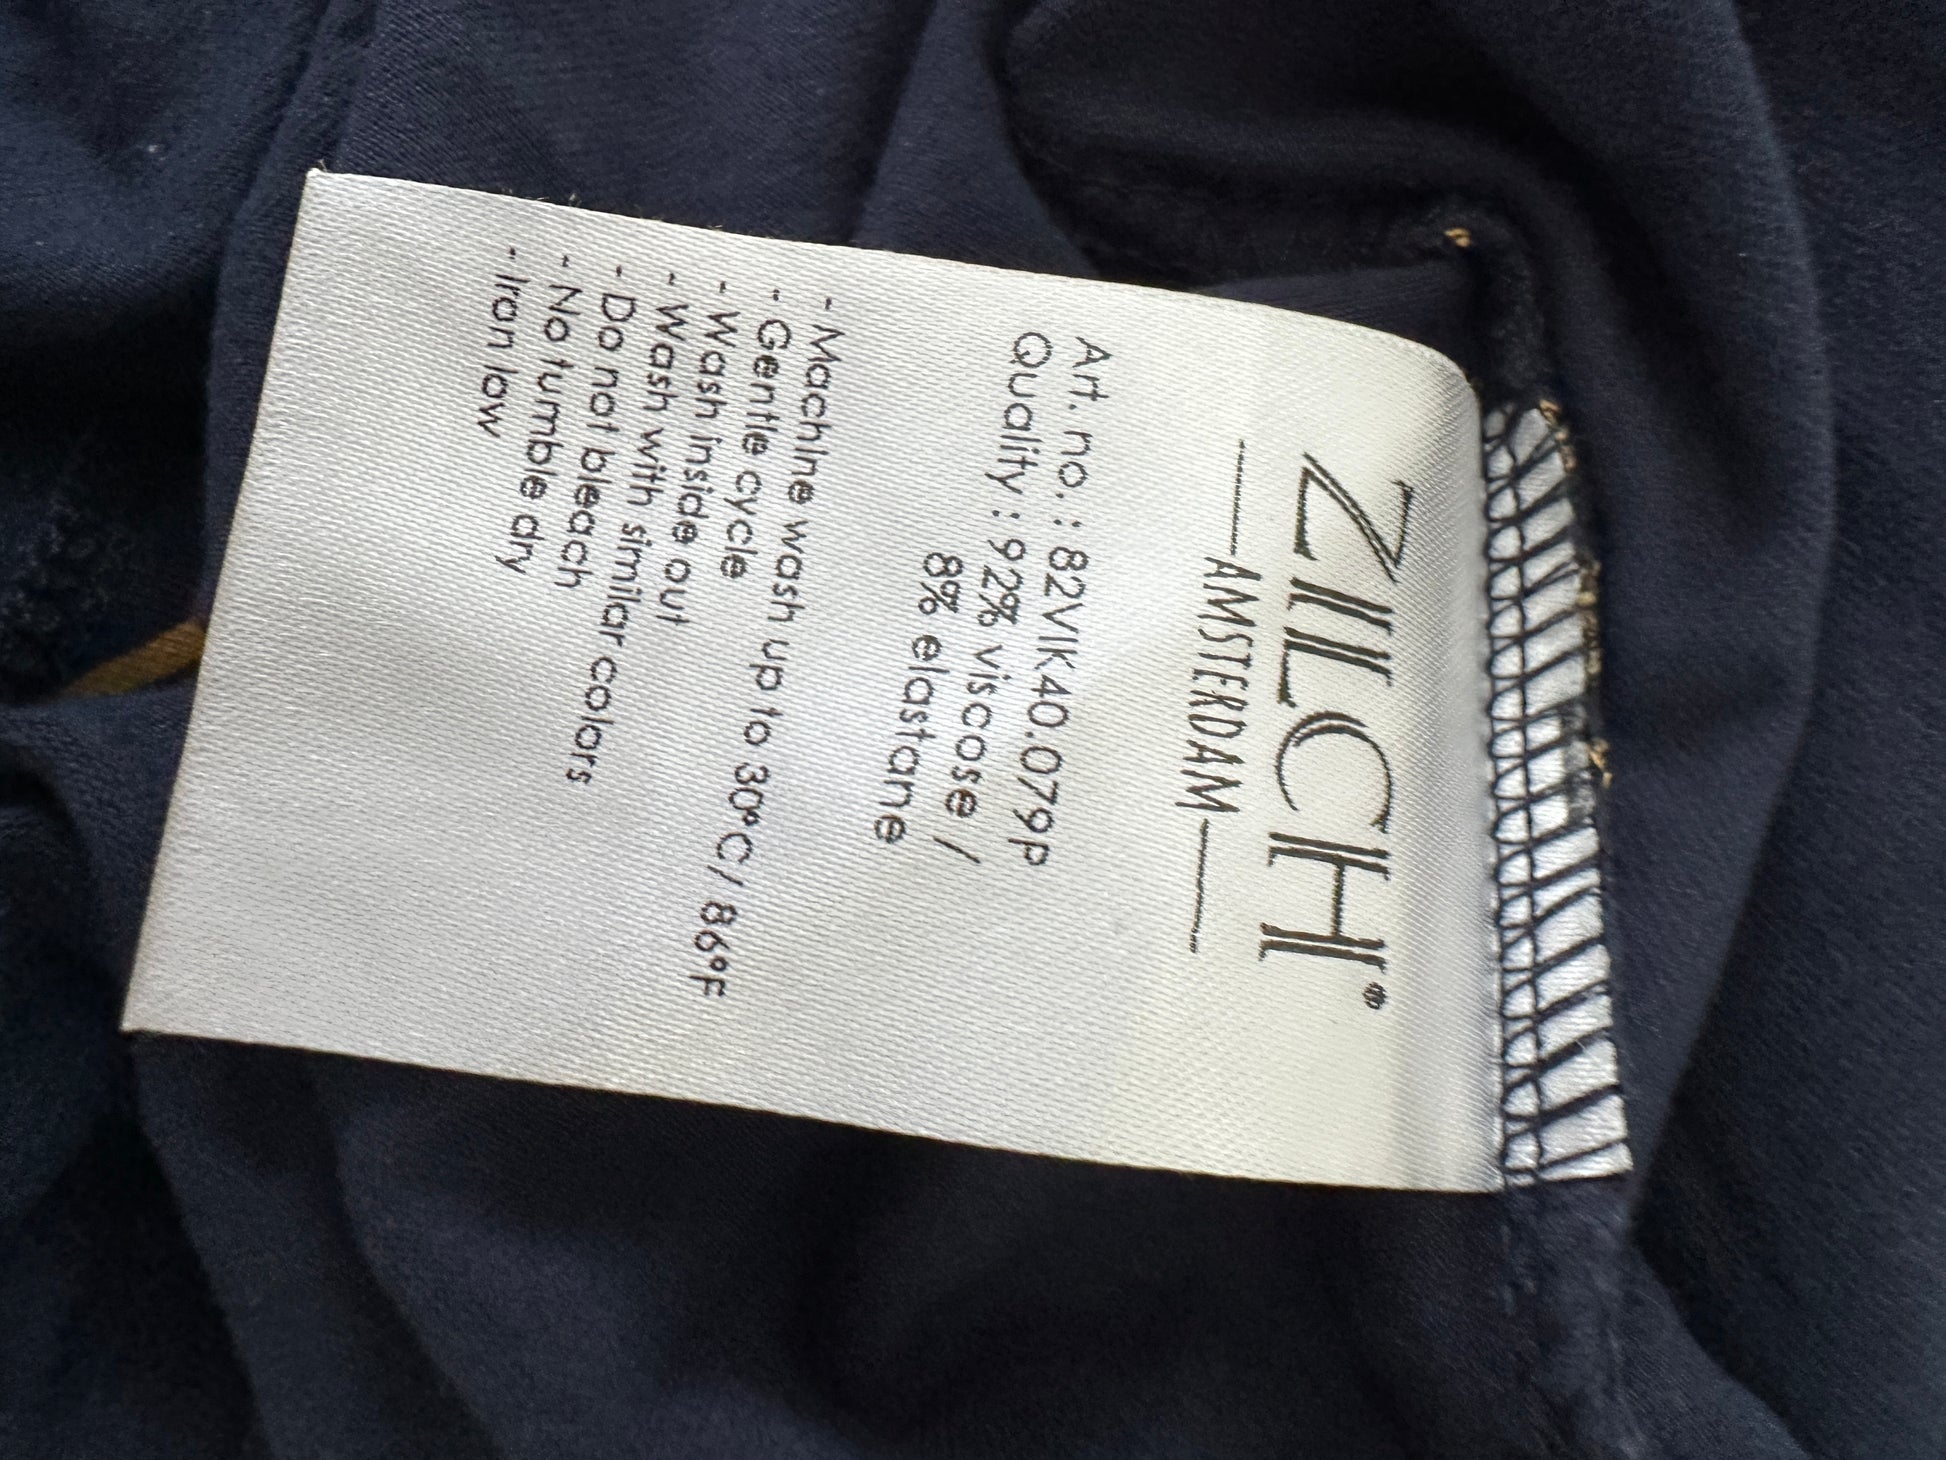 ZILCH®
AMSTERDAM
Art. no. : 82VIK40.079P
Quality : 92% viscose /
8% elastane
- Machine wash up to 30°C/ 86°F
- Gentle cycle
- Wash inside out
- Wash with similar colors
- Do not bleach
- No tumble dry
- Iron low